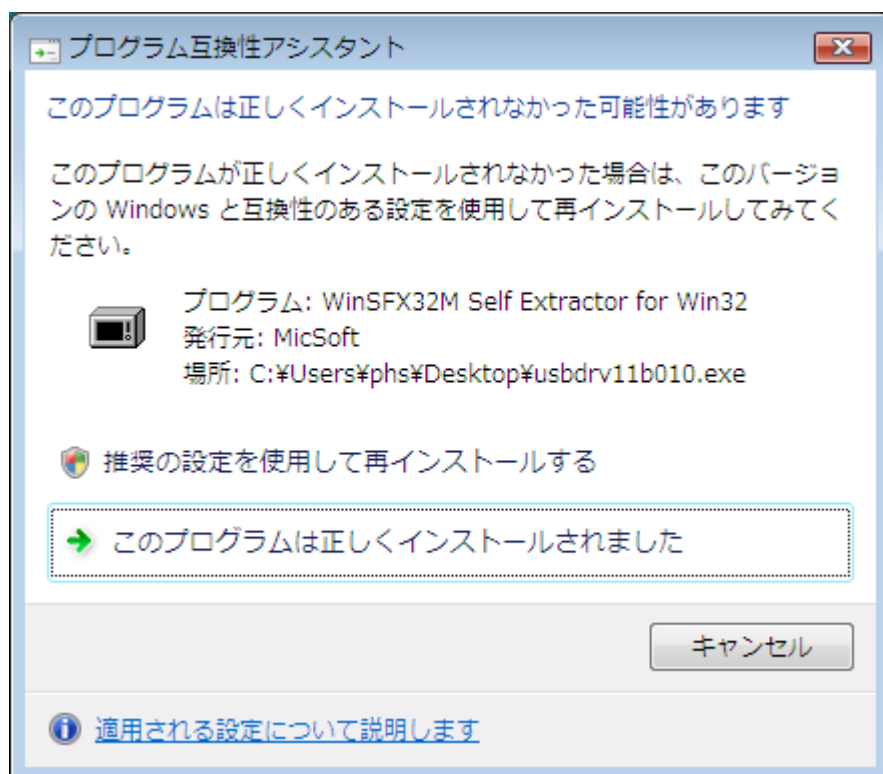 プログラム互換性アシスタント
このプログラムは正しくインストールされなかった可能性があります
このプログラムが正しくインストールされなかった場合は、このバージョ
ンの Windows と互換性のある設定を使用して再インストールしてみてく
ださい。
プログラム: WinSFX32M Self Extractor for Win32
発行元: MicSoft
場所: C:¥Users¥phs¥Desktop¥usbdrv11b010.exe
推奨の設定を使用して再インストールする
このプログラムは正しくインストールされました
キャンセル
適用される設定について説明します